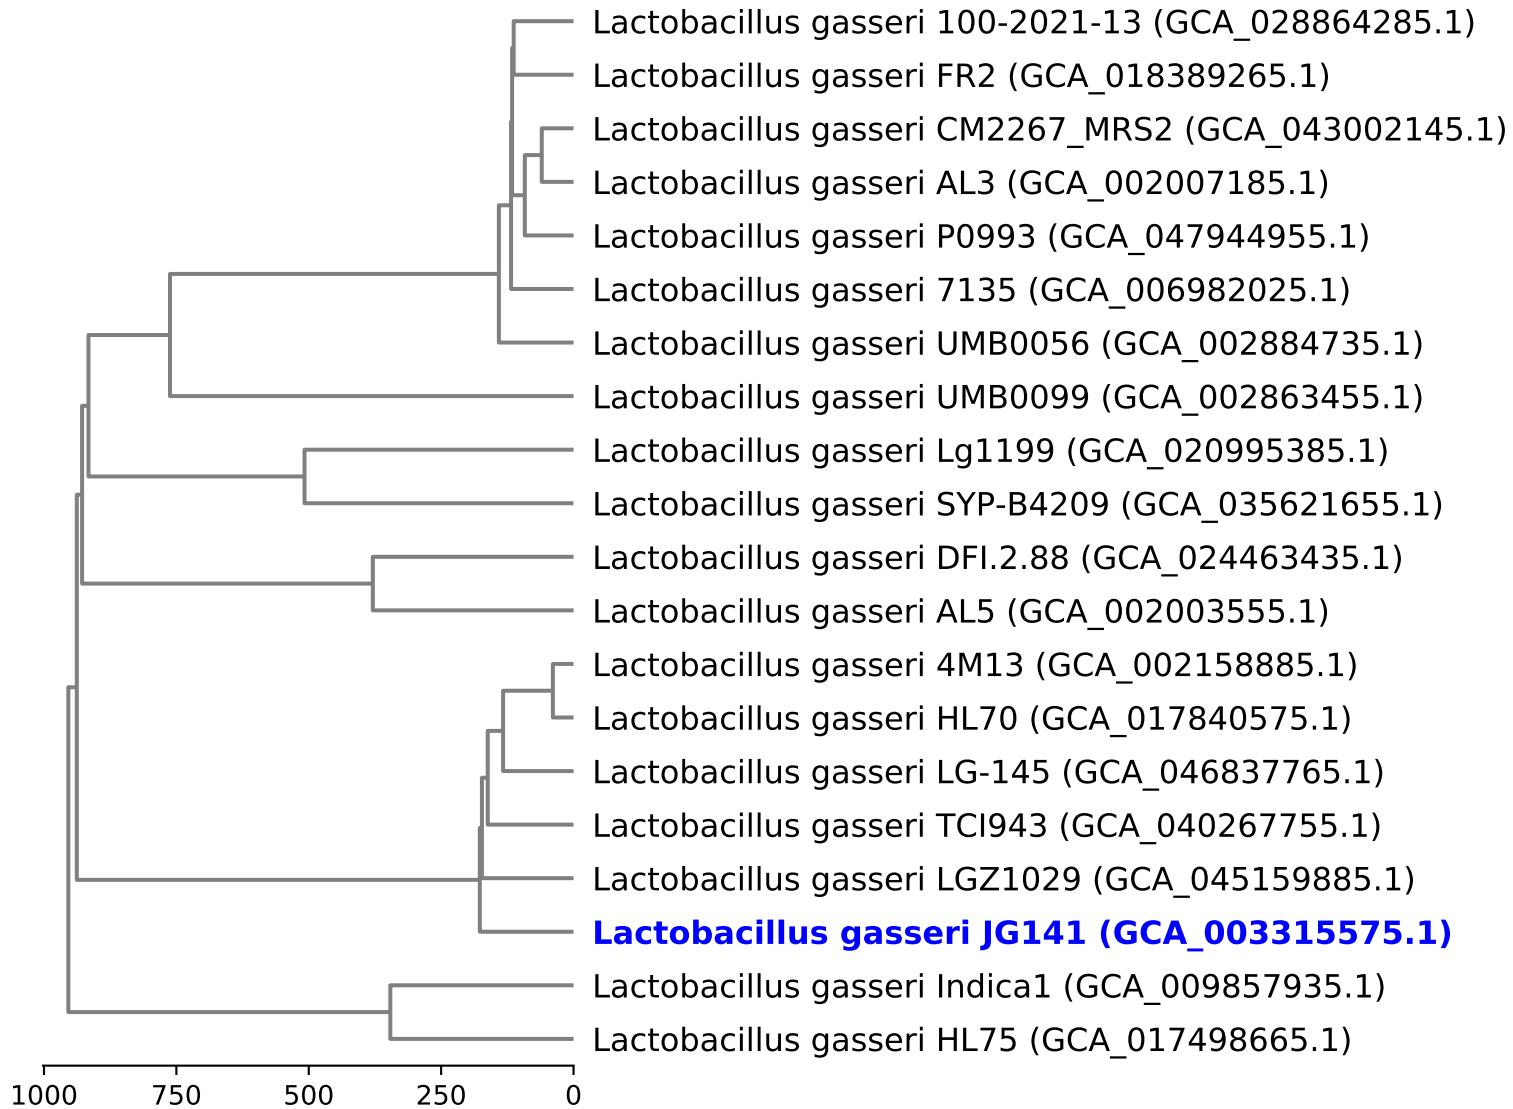 Lactobacillus gasseri 100-2021-13 (GCA_028864285.1)
Lactobacillus gasseri FR2 (GCA_018389265.1)
Lactobacillus gasseri CM2267_MRS2 (GCA_043002145.1)
Lactobacillus gasseri AL3 (GCA_002007185.1)
Lactobacillus gasseri P0993 (GCA_047944955.1)
Lactobacillus gasseri 7135 (GCA_006982025.1)
Lactobacillus gasseri UMB0056 (GCA_002884735.1)
Lactobacillus gasseri UMB0099 (GCA_002863455.1)
Lactobacillus gasseri Lg1199 (GCA_020995385.1)
Lactobacillus gasseri SYP-B4209 (GCA_035621655.1)
Lactobacillus gasseri DFI.2.88 (GCA_024463435.1)
Lactobacillus gasseri AL5 (GCA_002003555.1)
Lactobacillus gasseri 4M13 (GCA_002158885.1)
Lactobacillus gasseri HL70 (GCA_017840575.1)
Lactobacillus gasseri LG-145 (GCA_046837765.1)
Lactobacillus gasseri TCI943 (GCA_040267755.1)
Lactobacillus gasseri LGZ1029 (GCA_045159885.1)
Lactobacillus gasseri JG141 (GCA_003315575.1)
Lactobacillus gasseri Indica1 (GCA_009857935.1)
Lactobacillus gasseri HL75 (GCA_017498665.1)
1000 750 500 250 0